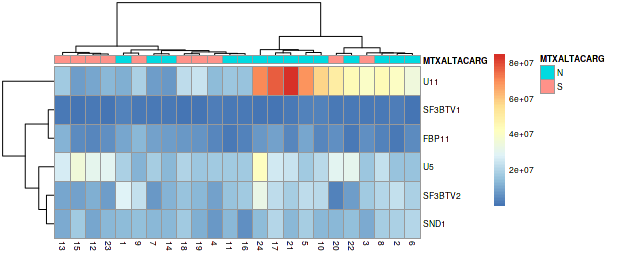 MTXALTACARG
U11
SF3BTV1
FBP11
U5
SF3BTV2
SND1
13 15 12 23 1 9 7 14 18 19 4 11 16 24 17 21 5 10 20 22 3 8 2 6
8e+07
6e+07
4e+07
2e+07
MTXALTACARG
N
S